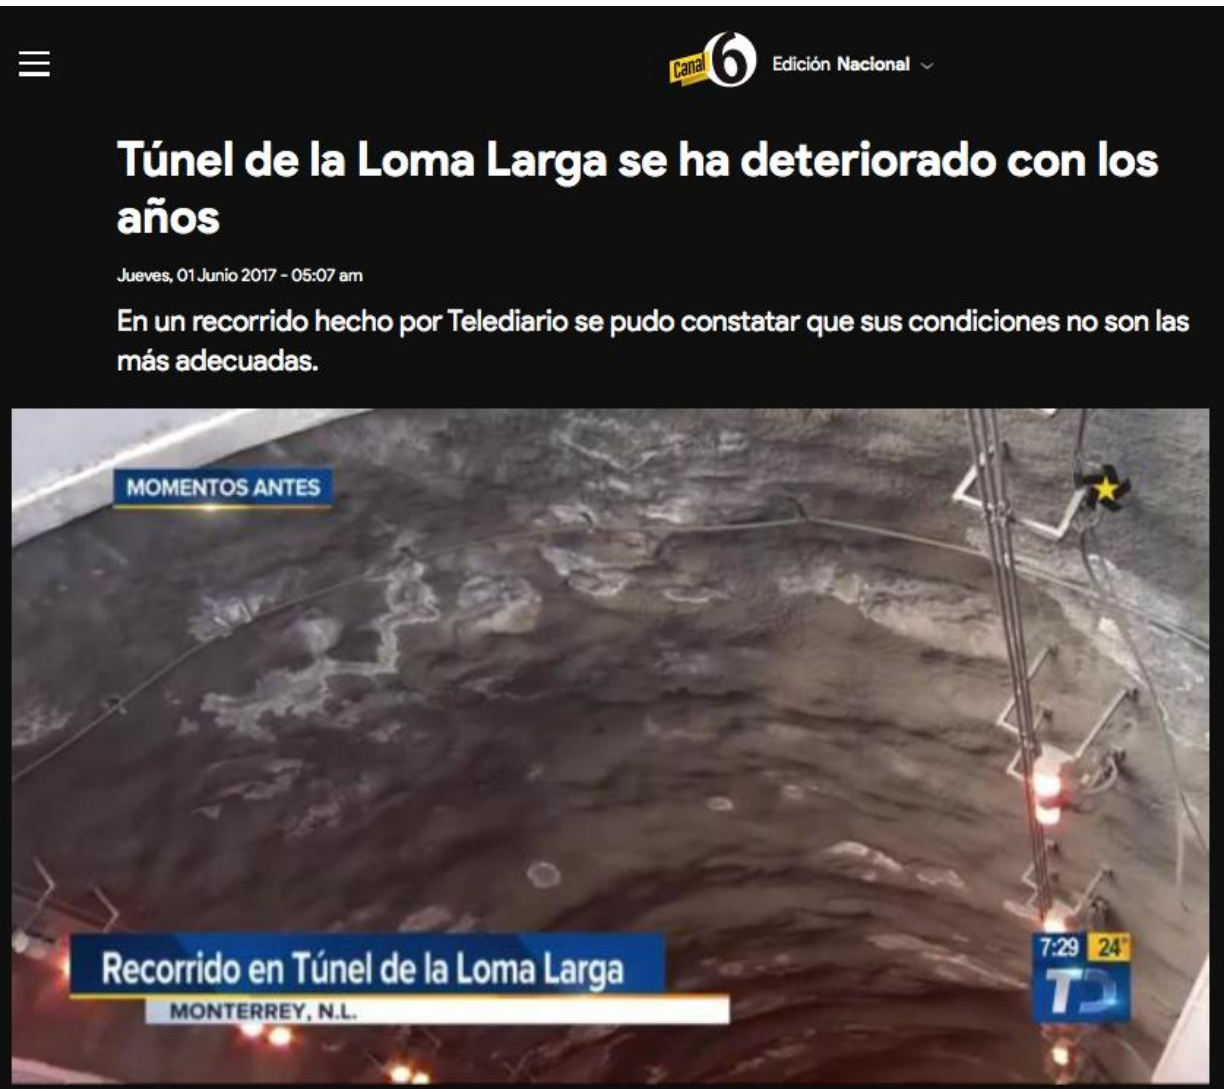 Canal 6
Edición Nacional
Túnel de la Loma Larga se ha deteriorado con los
años
Jueves, 01 Junio 2017 - 05:07 am
En un recorrido hecho por Telediario se pudo constatar que sus condiciones no son las
más adecuadas.
MOMENTOS ANTES
Recorrido en Túnel de la Loma Larga
MONTERREY, N.L.
7:29 24°
TD